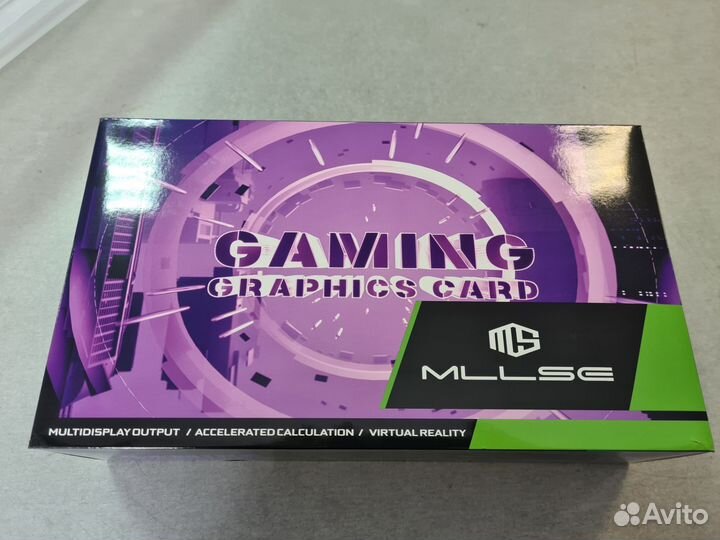 GAMING
GRAPHICS CARD
MLLSE
MULTIDISPLAY OUTPUT / ACCELERATED CALCULATION / VIRTUAL REALITY
Avito